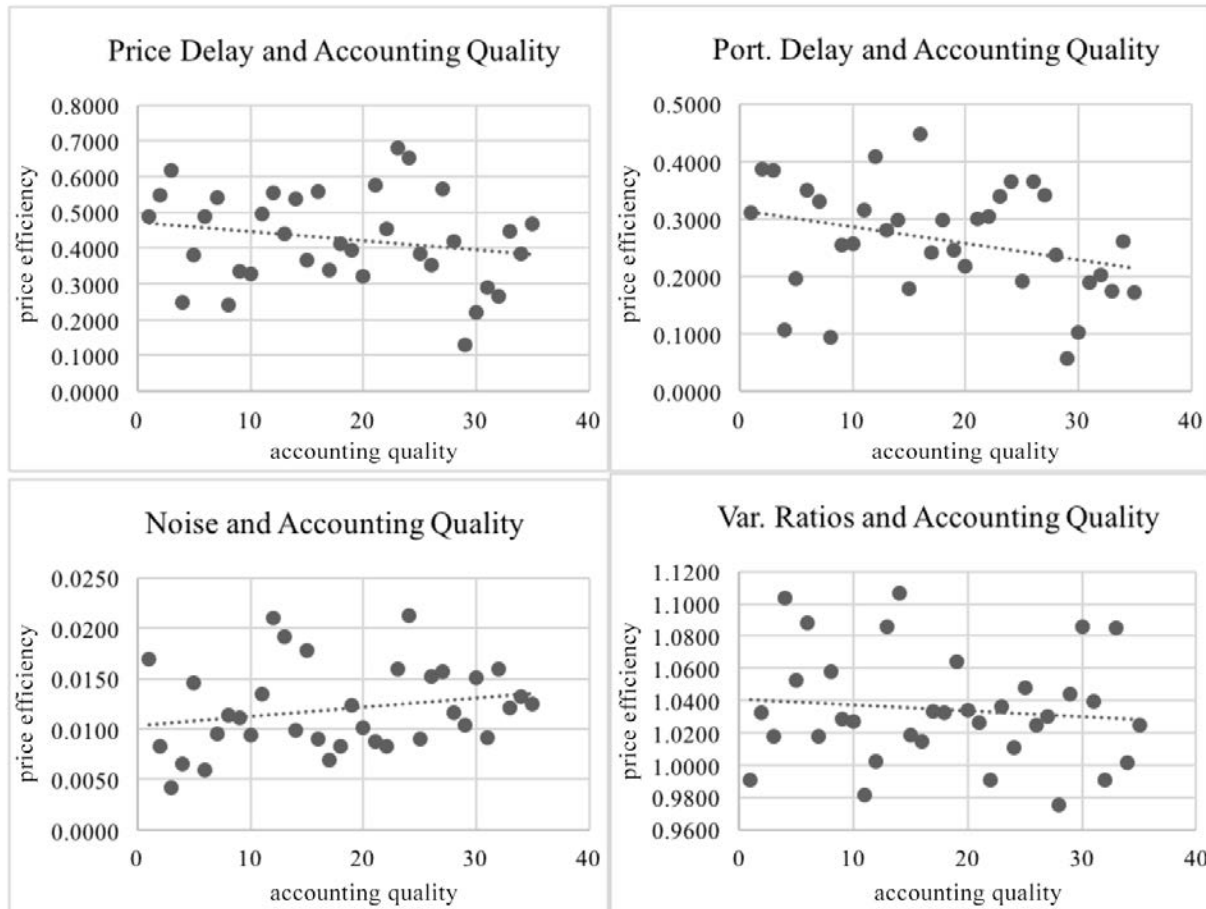 Price Delay and Accounting Quality
price efficiency
0.8000
0.7000
0.6000
0.5000
0.4000
0.3000
0.2000
0.1000
0.0000
0 10 20 30 40
accounting quality
Port. Delay and Accounting Quality
price efficiency
0.5000
0.4000
0.3000
0.2000
0.1000
0.0000
0 10 20 30 40
accounting quality
Noise and Accounting Quality
price efficiency
0.0250
0.0200
0.0150
0.0100
0.0050
0.0000
0 10 20 30 40
accounting quality
Var. Ratios and Accounting Quality
price efficiency
1.1200
1.1000
1.0800
1.0600
1.0400
1.0200
1.0000
0.9800
0.9600
0 10 20 30 40
accounting quality